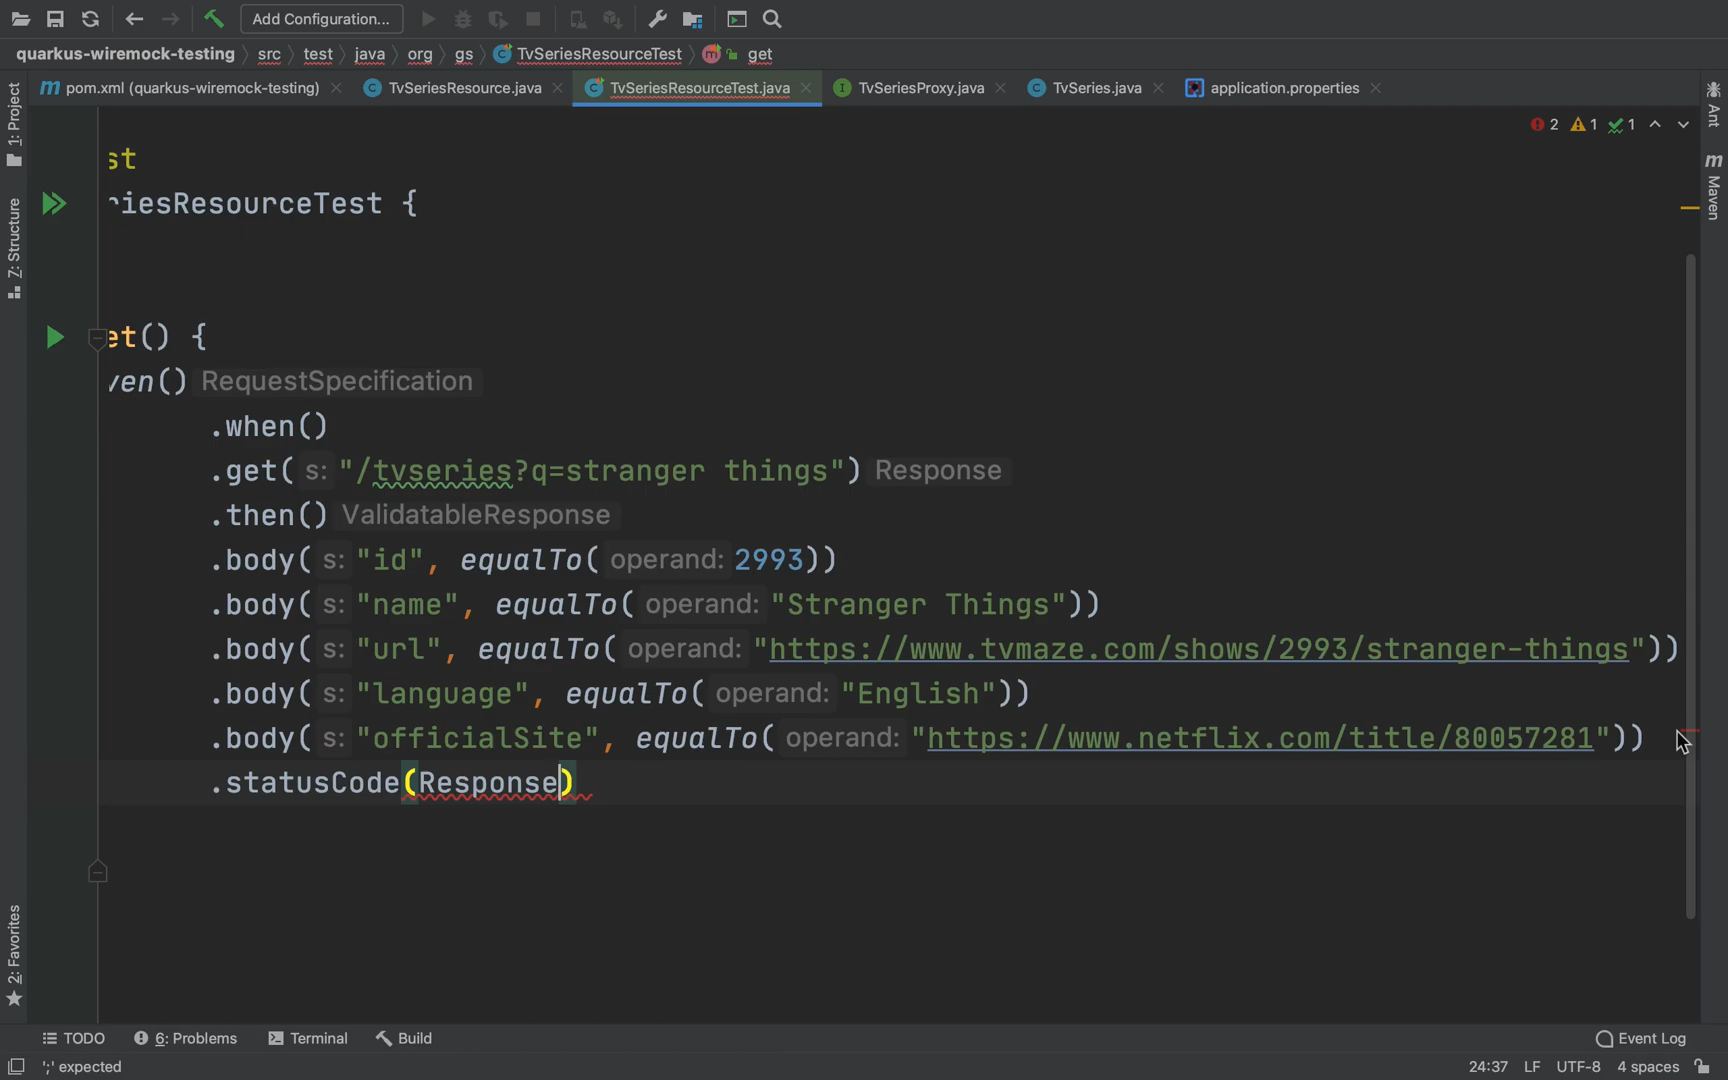 Add Configuration...
quarkus-wiremock-testing src test java org gs TvSeriesResourceTest get
pom.xml (quarkus-wiremock-testing) TvSeriesResource.java TvSeriesResourceTest.java TvSeriesProxy.java TvSeries.java application.properties
1: Project
7: Structure
2: Favorites
Ant
Maven
2 1 1
st
riesResourceTest {
et() {
ven() RequestSpecification
.when()
.get( s: "/tvseries?q=stranger things") Response
.then() ValidatableResponse
.body( s: "id", equalTo( operand: 2993))
.body( s: "name", equalTo( operand: "Stranger Things"))
.body( s: "url", equalTo( operand: "https://www.tvmaze.com/shows/2993/stranger-things"))
.body( s: "language", equalTo( operand: "English"))
.body( s: "officialSite", equalTo( operand: "https://www.netflix.com/title/80057281"))
.statusCode(Response)
TODO 6: Problems Terminal Build Event Log
';' expected 24:37 LF UTF-8 4 spaces